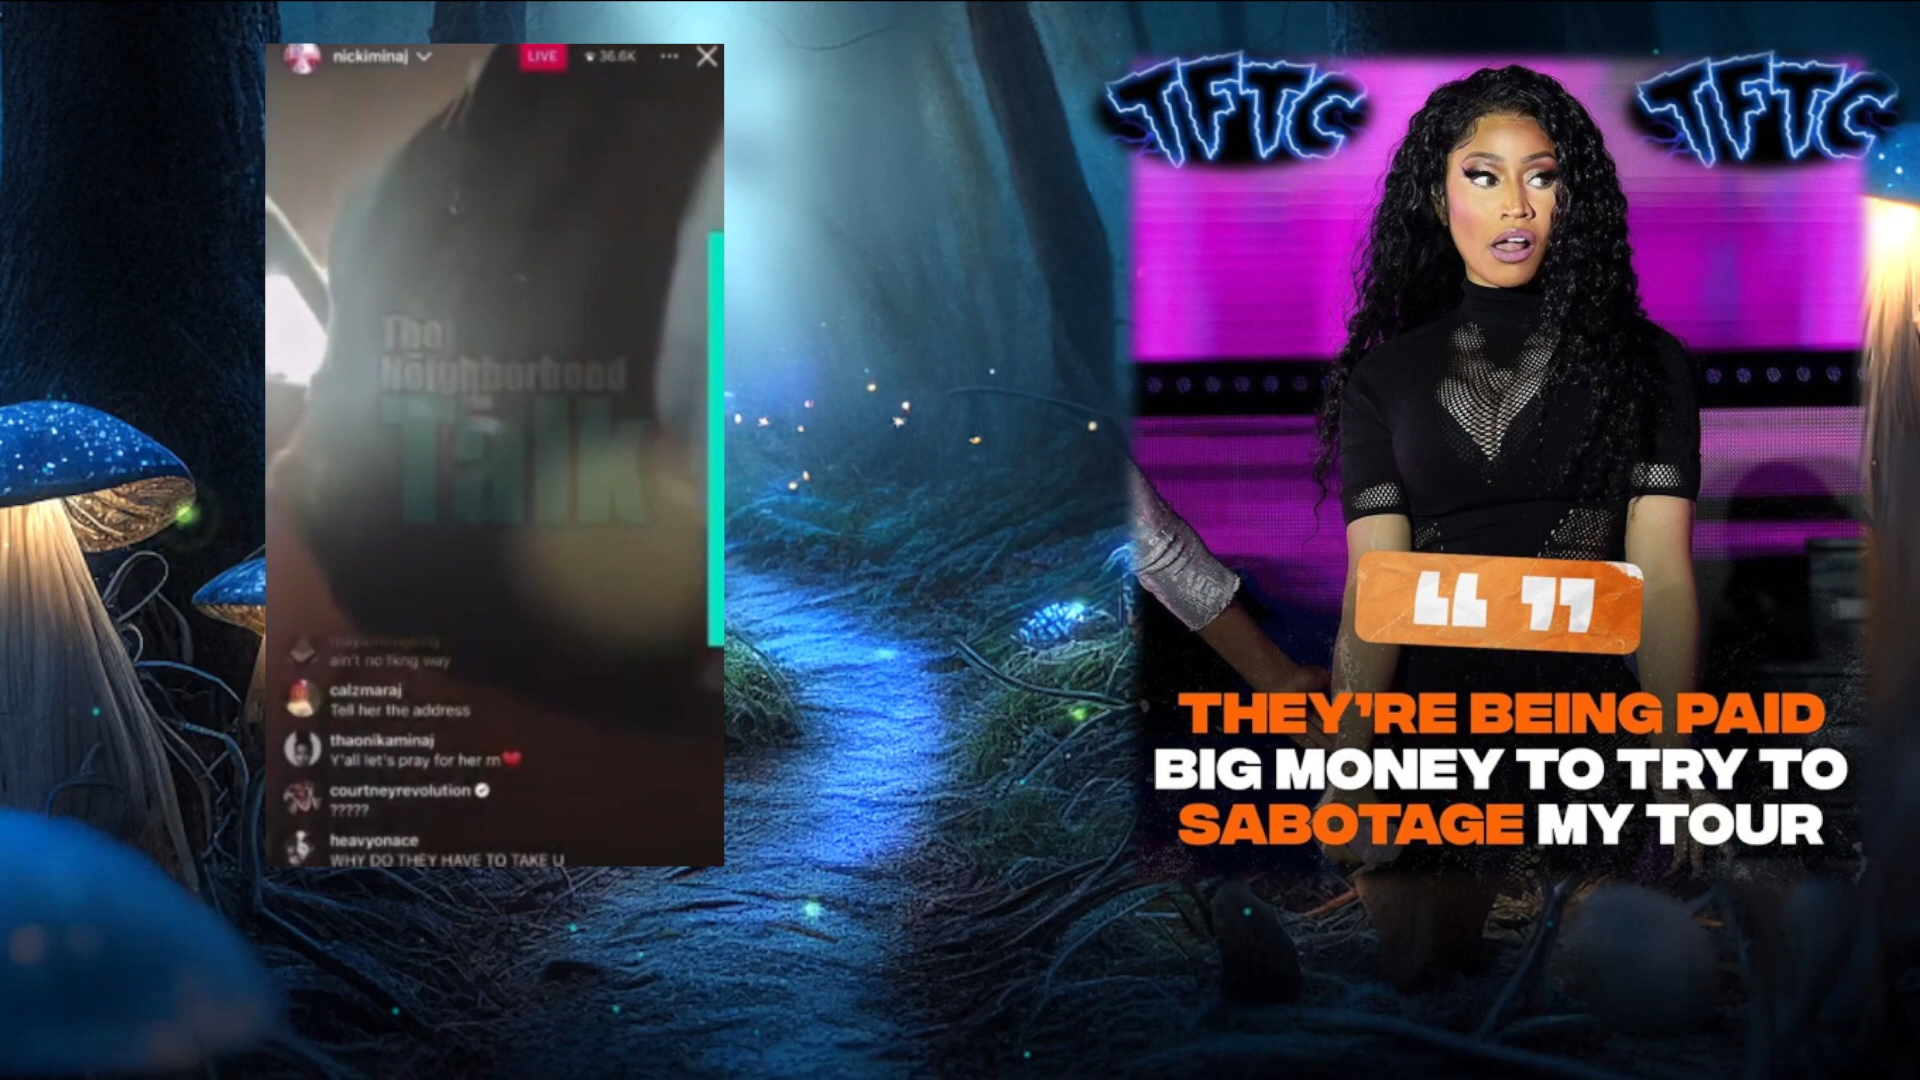 nickiminaj
LIVE
36.6K
The
Neighborhood
Talk
ain't no fkng way
calzmaraj
Tell her the address
thaonikaminaj
Y'all let's pray for her rn
courtneyrevolution
?????
heavyonace
WHY DO THEY HAVE TO TAKE U
TFTC
TFTC
“ ”
THEY'RE BEING PAID
BIG MONEY TO TRY TO
SABOTAGE MY TOUR